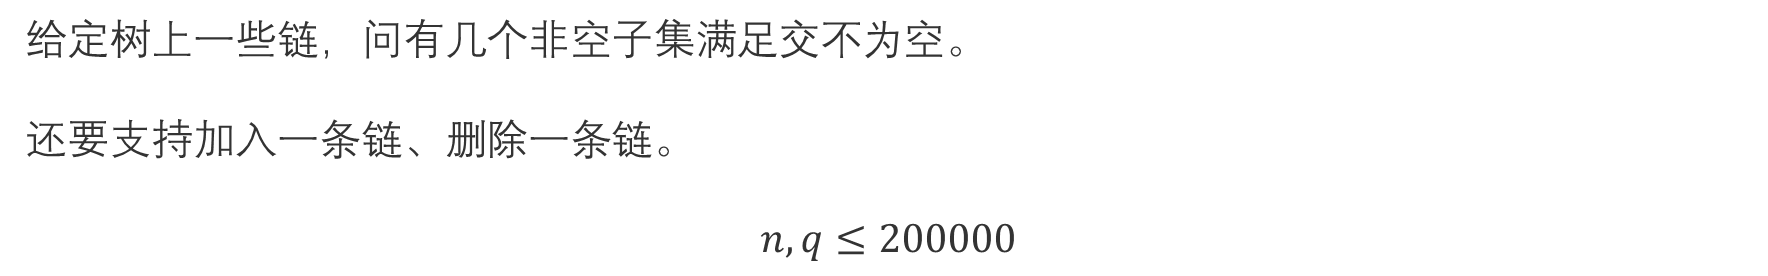 给定树上一些链，问有几个非空子集满足交不为空。
还要支持加入一条链、删除一条链。
n, q ≤ 200000